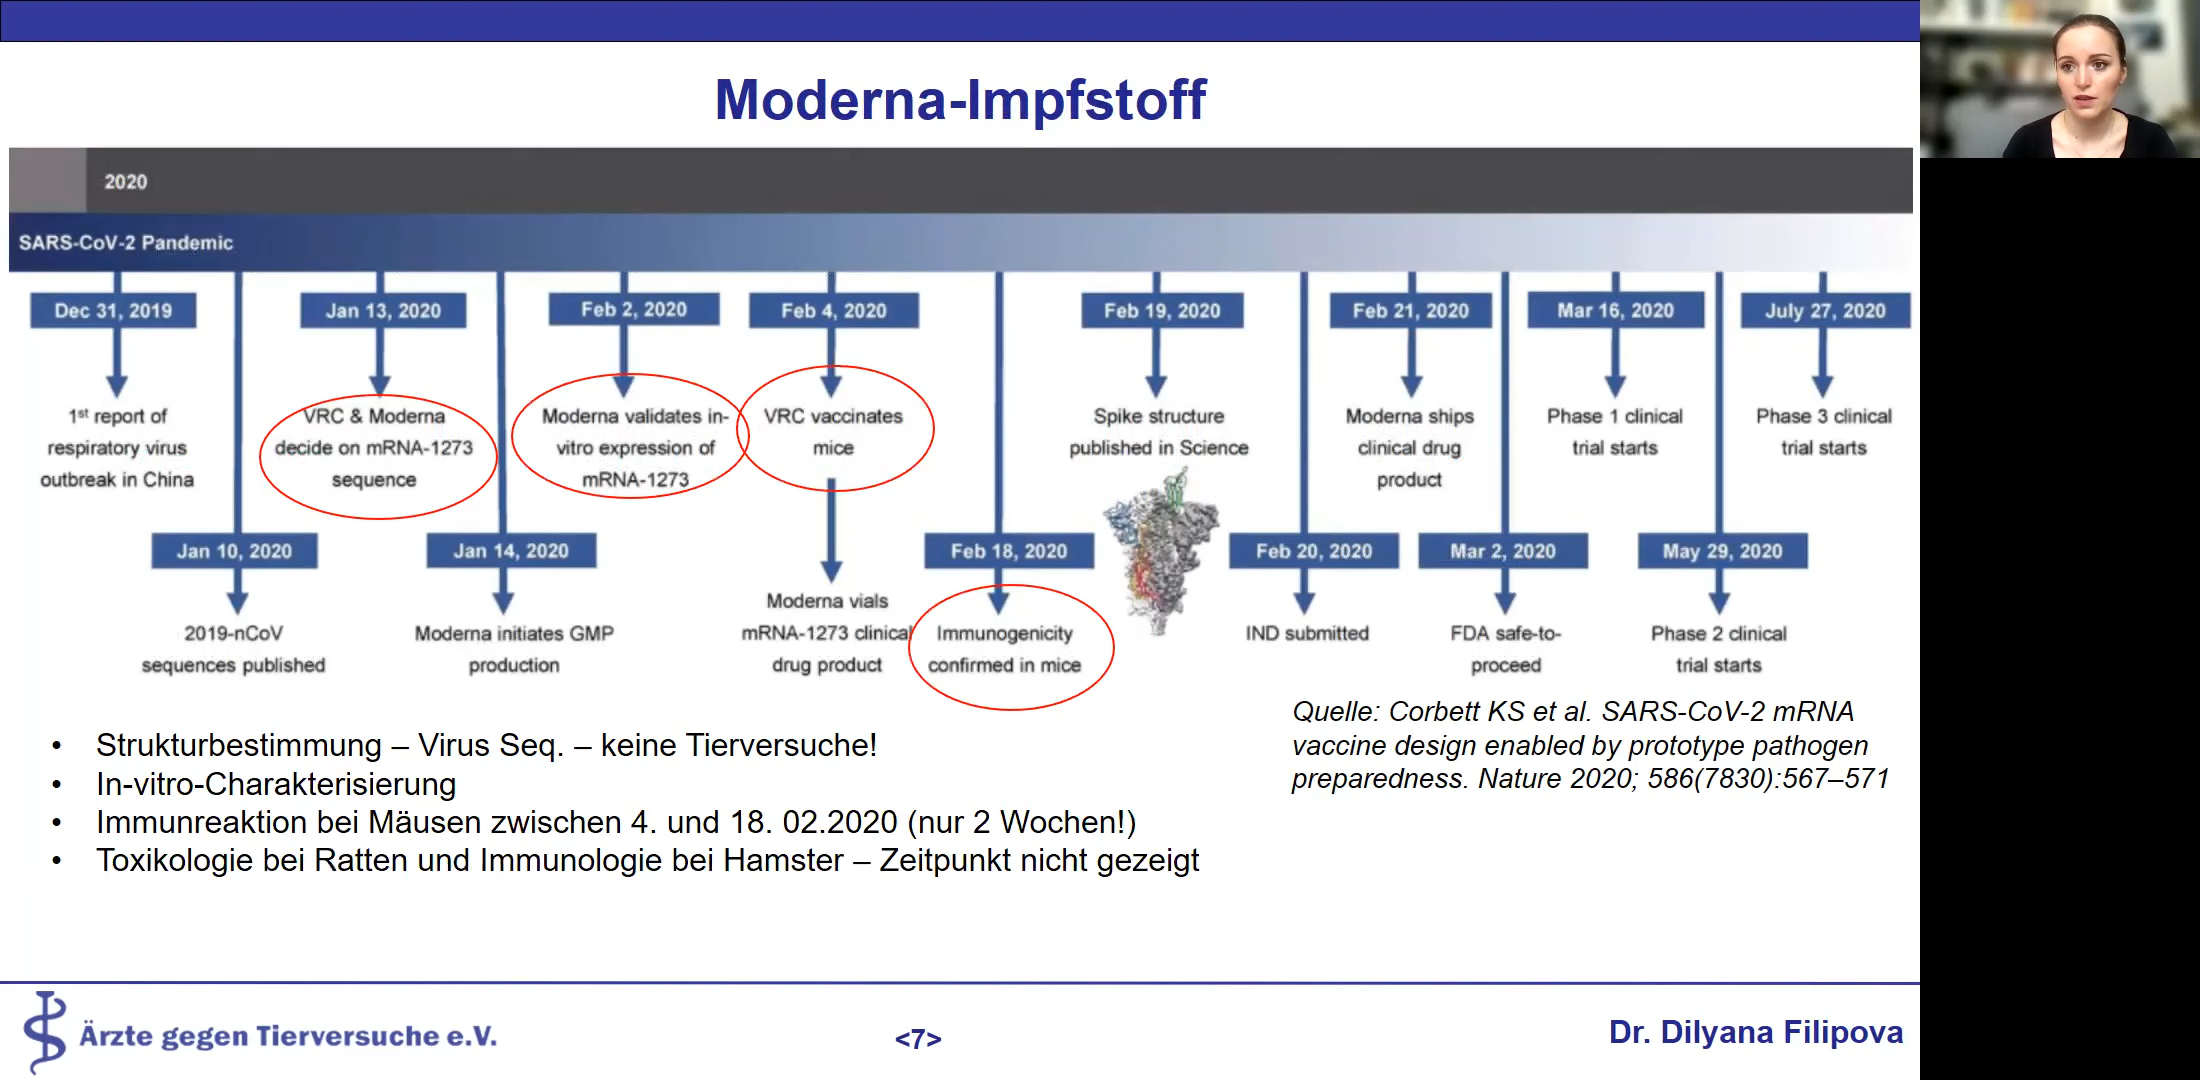 Moderna-Impfstoff
2020
SARS-CoV-2 Pandemic
Dec 31, 2019
Jan 13, 2020
Feb 2, 2020
Feb 4, 2020
Feb 19, 2020
Feb 21, 2020
Mar 16, 2020
July 27, 2020
1st report of
respiratory virus
outbreak in China
VRC & Moderna
decide on mRNA-1273
sequence
Moderna validates in-
vitro expression of
mRNA-1273
VRC vaccinates
mice
Spike structure
published in Science
Moderna ships
clinical drug
product
Phase 1 clinical
trial starts
Phase 3 clinical
trial starts
Jan 10, 2020
Jan 14, 2020
Feb 18, 2020
Feb 20, 2020
Mar 2, 2020
May 29, 2020
2019-nCoV
sequences published
Moderna initiates GMP
production
Moderna vials
mRNA-1273 clinical
drug product
Immunogenicity
confirmed in mice
IND submitted
FDA safe-to-
proceed
Phase 2 clinical
trial starts
Quelle: Corbett KS et al. SARS-CoV-2 mRNA
vaccine design enabled by prototype pathogen
preparedness. Nature 2020; 586(7830):567–571
• Strukturbestimmung – Virus Seq. – keine Tierversuche!
• In-vitro-Charakterisierung
• Immunreaktion bei Mäusen zwischen 4. und 18. 02.2020 (nur 2 Wochen!)
• Toxikologie bei Ratten und Immunologie bei Hamster – Zeitpunkt nicht gezeigt
Ärzte gegen Tierversuche e.V.
<7>
Dr. Dilyana Filipova